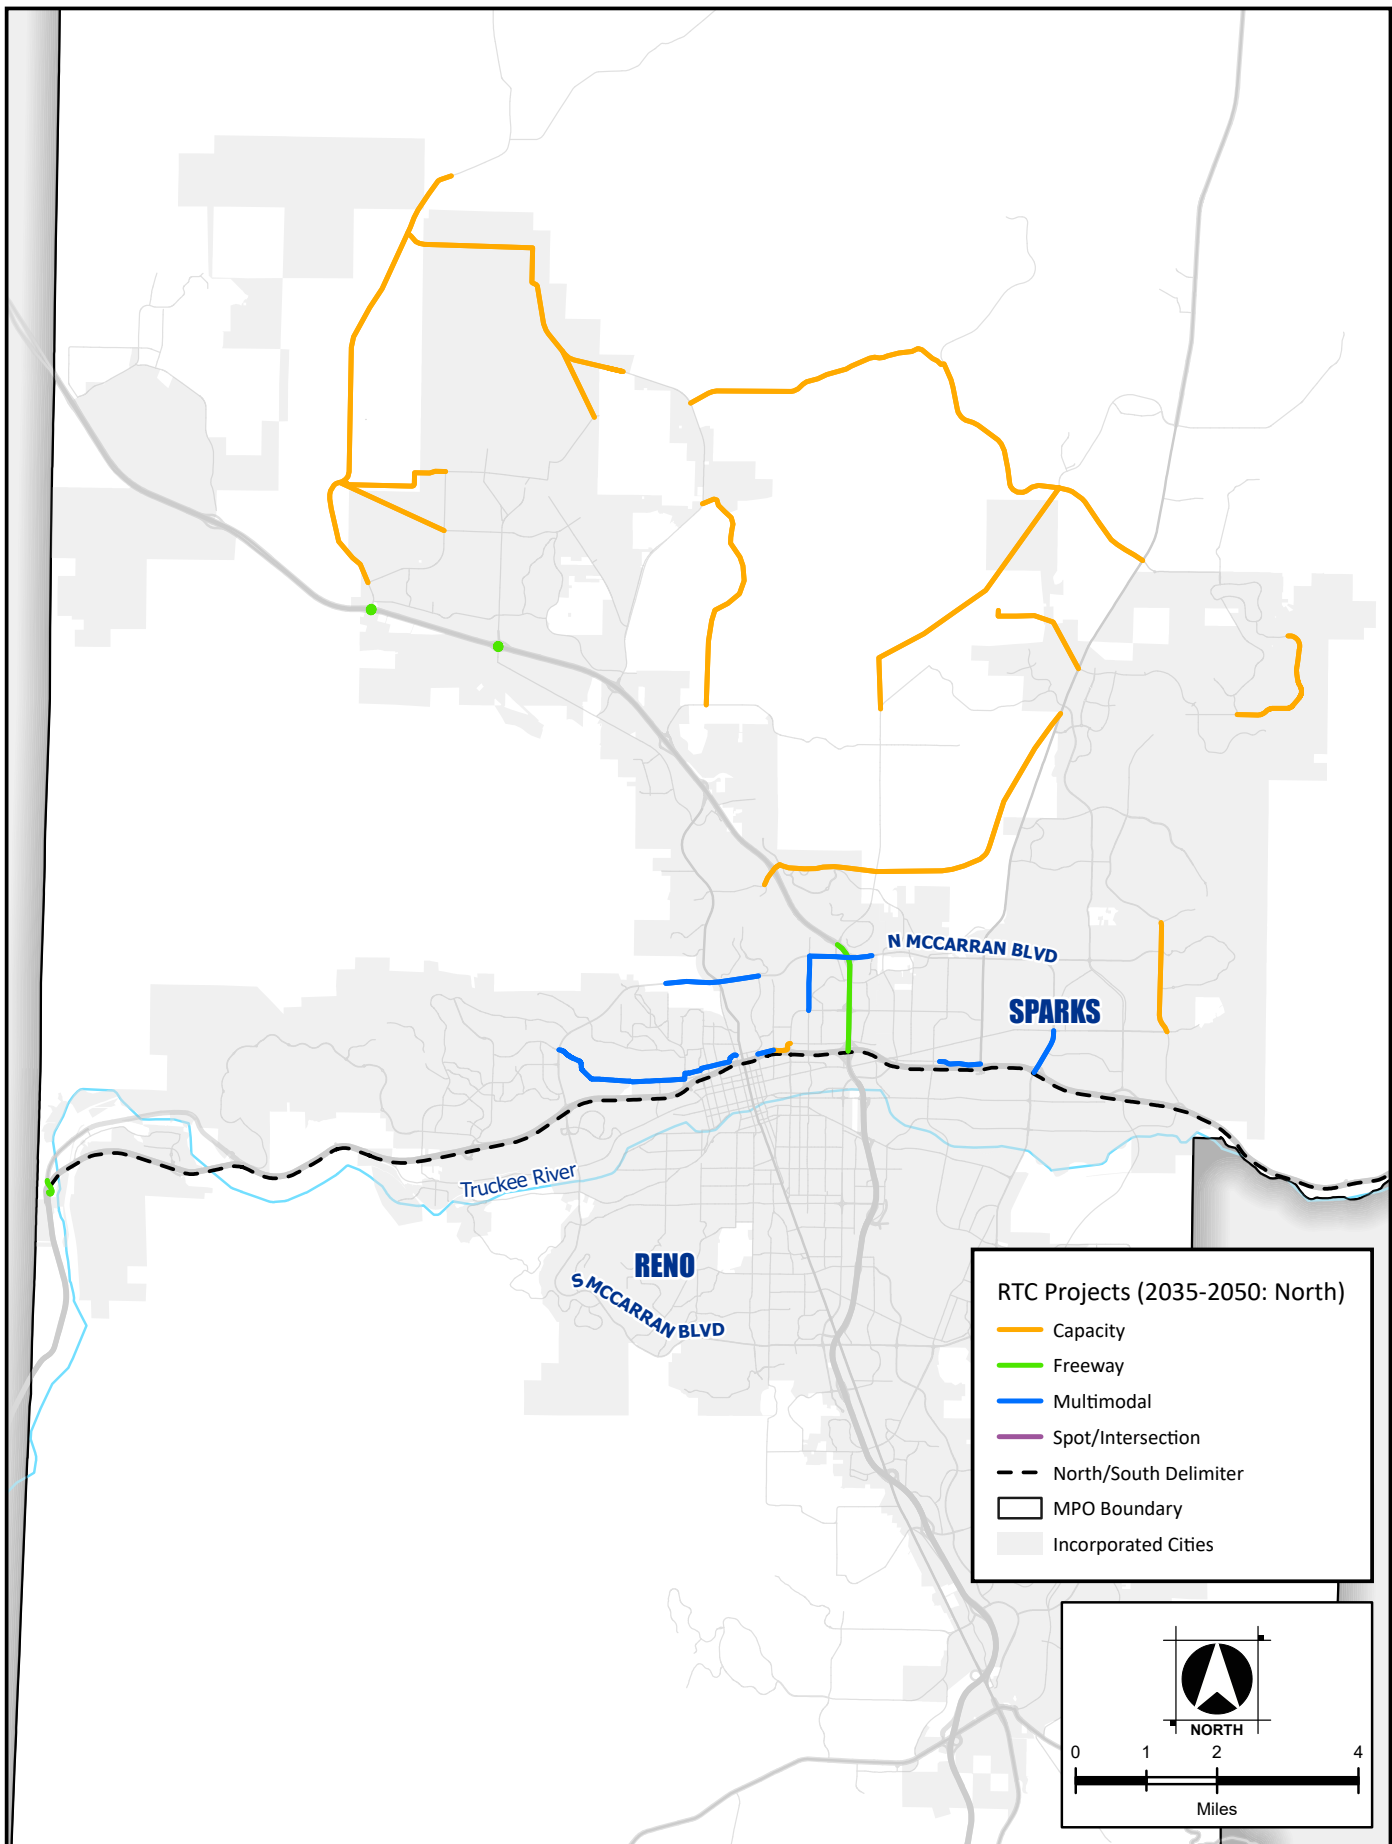 N MCCARRAN BLVD
SPARKS
Truckee River
RENO
S MCCARRAN BLVD
RTC Projects (2035-2050: North)
Capacity
Freeway
Multimodal
Spot/Intersection
North/South Delimiter
MPO Boundary
Incorporated Cities
NORTH
0 1 2 4
Miles